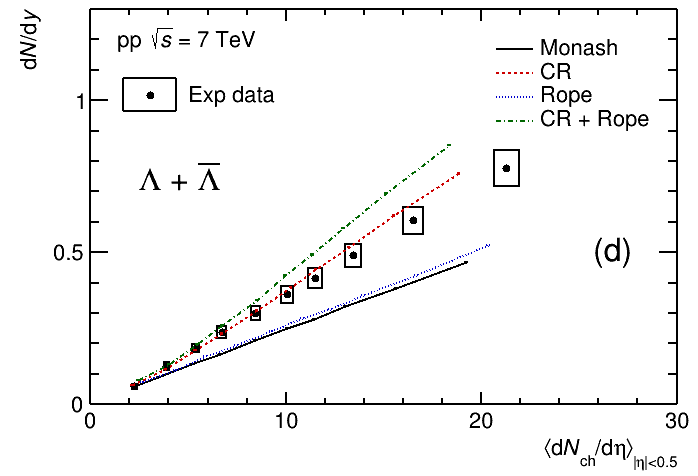 dN/dy
pp √s = 7 TeV
Exp data
Λ + Λ̅
Monash
CR
Rope
CR + Rope
(d)
1
0.5
0
0 10 20 30
⟨dN_ch/dη⟩_|η|<0.5